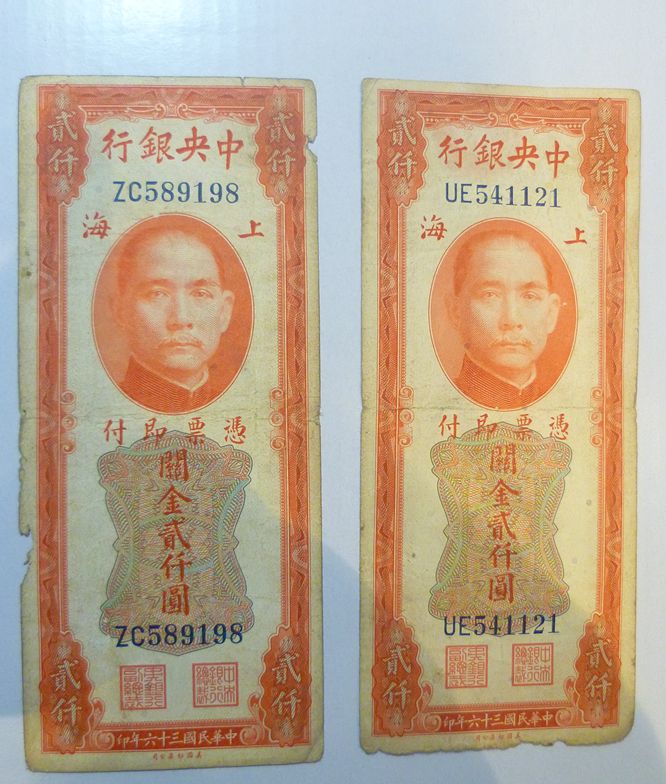 貳仟
貳仟
中央銀行
ZC589198
上海
憑票即付
關金貳仟圓
ZC589198
貳仟
貳仟
中華民國三十六年印
貳仟
貳仟
中央銀行
UE541121
上海
憑票即付
關金貳仟圓
UE541121
貳仟
貳仟
中華民國三十六年印